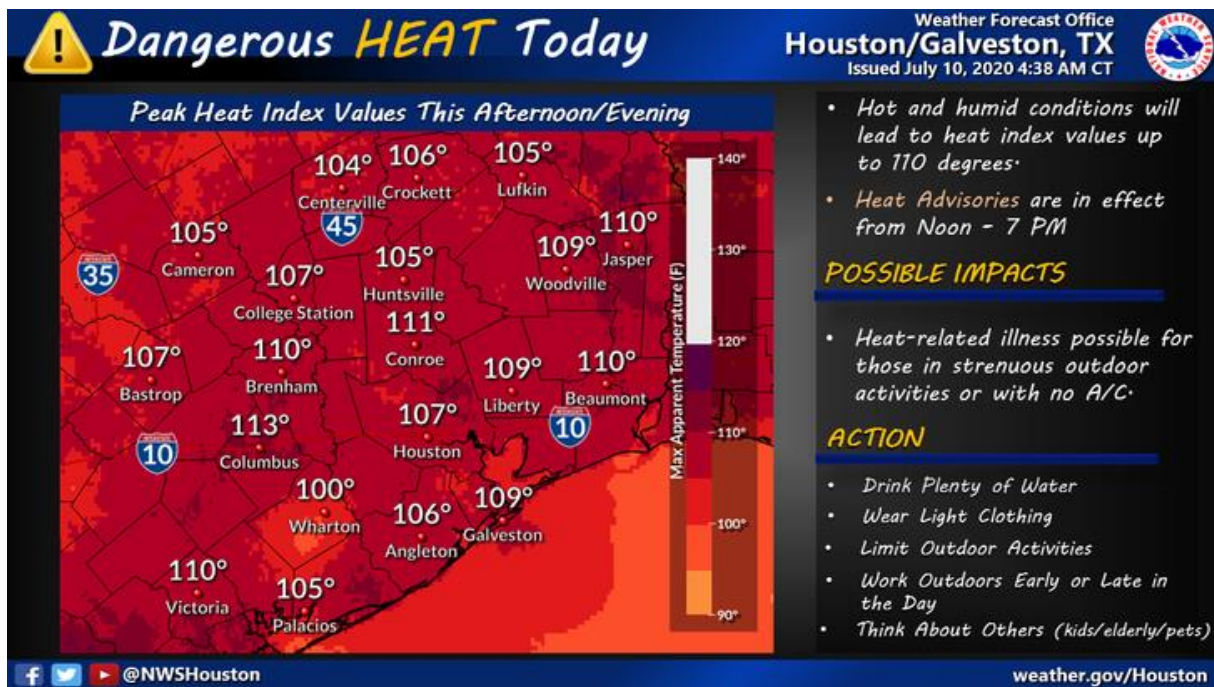 Dangerous HEAT Today
Weather Forecast Office
Houston/Galveston, TX
Issued July 10, 2020 4:38 AM CT
Peak Heat Index Values This Afternoon/Evening
104°
Centerville
106°
Crockett
105°
Lufkin
45
110°
Jasper
105°
Cameron
109°
Woodville
35
107°
College Station
105°
Huntsville
111°
Conroe
107°
Bastrop
110°
Brenham
109°
Liberty
110°
Beaumont
10
113°
Columbus
107°
Houston
10
100°
Wharton
106°
Angleton
109°
Galveston
110°
Victoria
105°
Palacios
Max Apparent Temperature (F)
140°
130°
120°
110°
100°
90°
• Hot and humid conditions will
lead to heat index values up
to 110 degrees.
• Heat Advisories are in effect
from Noon - 7 PM
POSSIBLE IMPACTS
• Heat-related illness possible for
those in strenuous outdoor
activities or with no A/C.
ACTION
• Drink Plenty of Water
• Wear Light Clothing
• Limit Outdoor Activities
• Work Outdoors Early or Late in
the Day
• Think About Others (kids/elderly/pets)
@NWSHouston
weather.gov/Houston